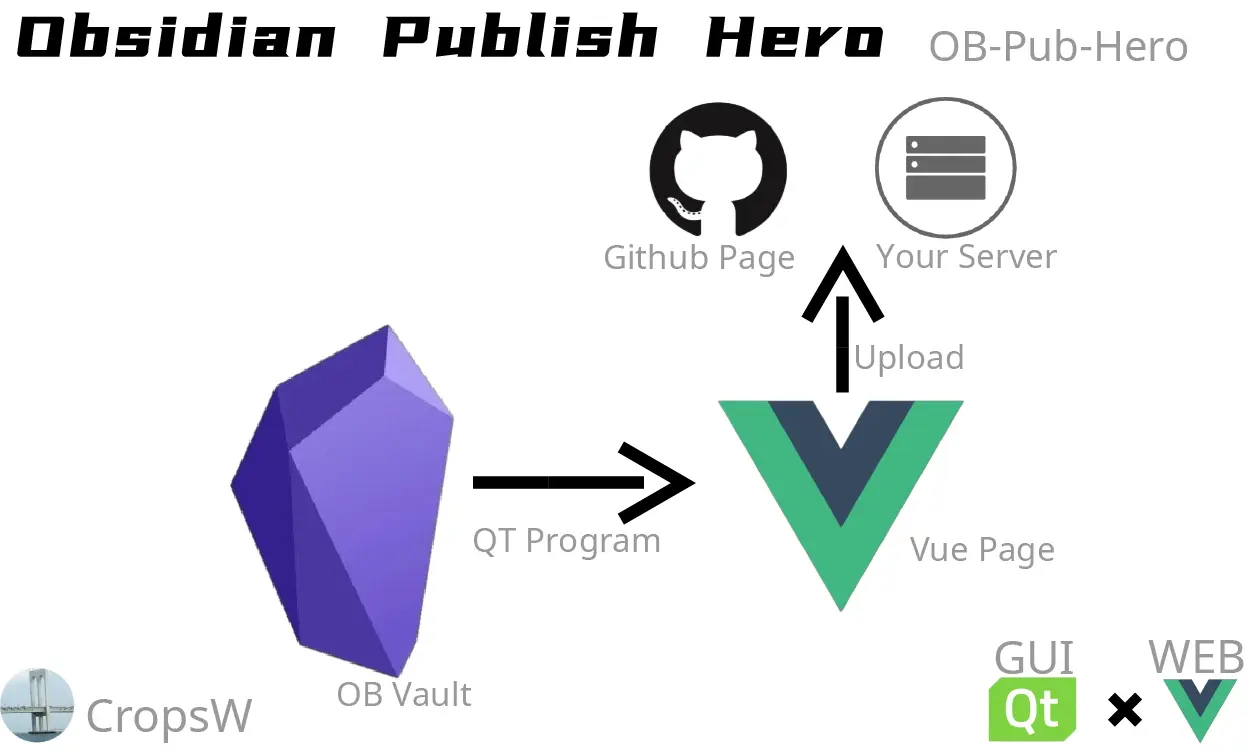 Obsidian Publish Hero OB-Pub-Hero
Github Page
Your Server
Upload
QT Program
Vue Page
OB Vault
CropsW
GUI
WEB
Qt